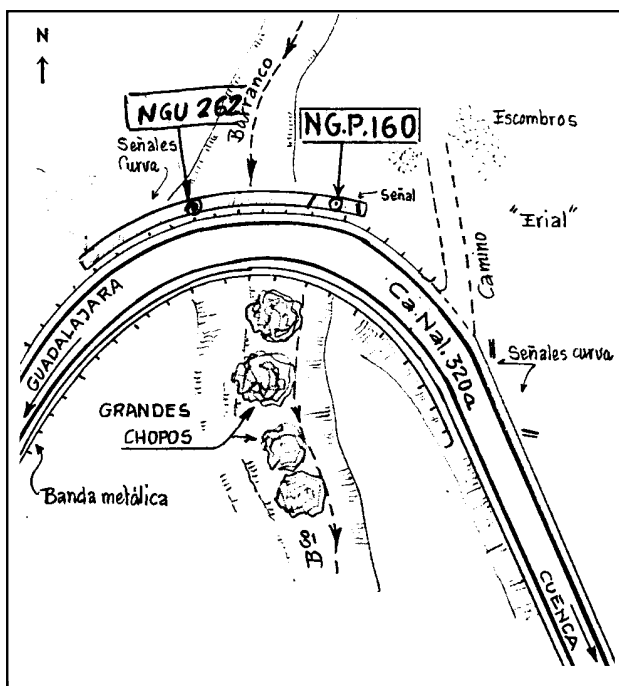 N
Barranco
NGU 262
NG.P.160
Escombros
Señales
Curva
Señal
"Erial"
Camino
GUADALAJARA
Ca. Nal. 320a
Señales curva
GRANDES
CHOPOS
Banda metálica
CUENCA